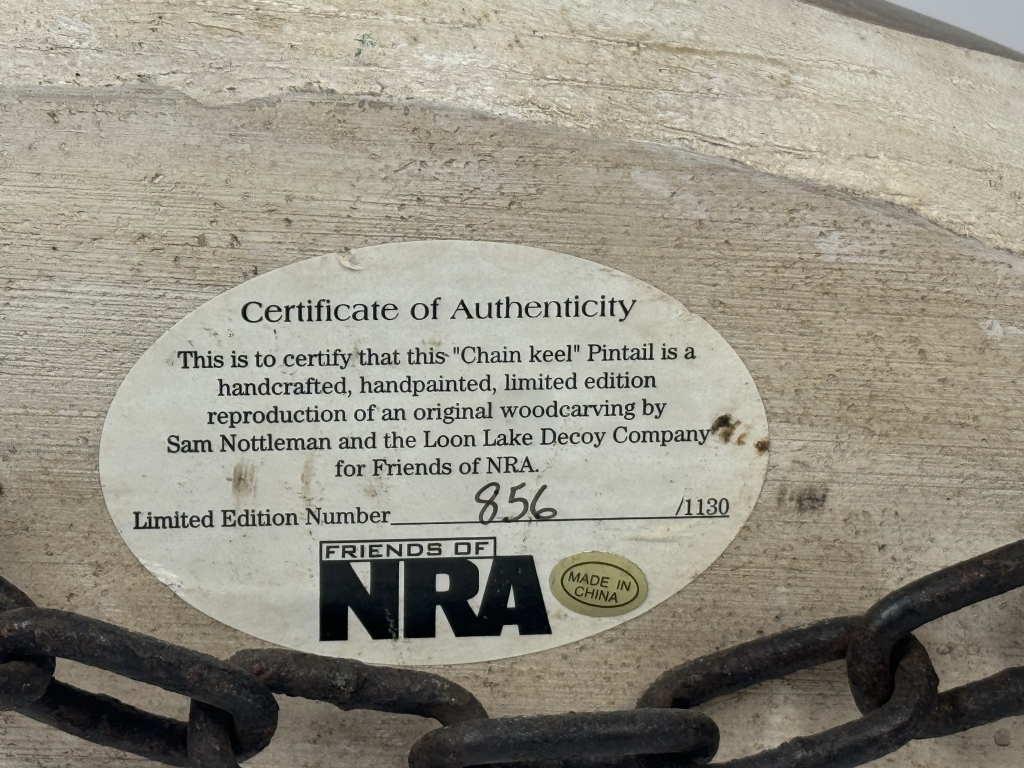 Certificate of Authenticity
This is to certify that this "Chain keel" Pintail is a
handcrafted, handpainted, limited edition
reproduction of an original woodcarving by
Sam Nottleman and the Loon Lake Decoy Company
for Friends of NRA.
Limited Edition Number 856 /1130
FRIENDS OF
NRA
MADE IN
CHINA